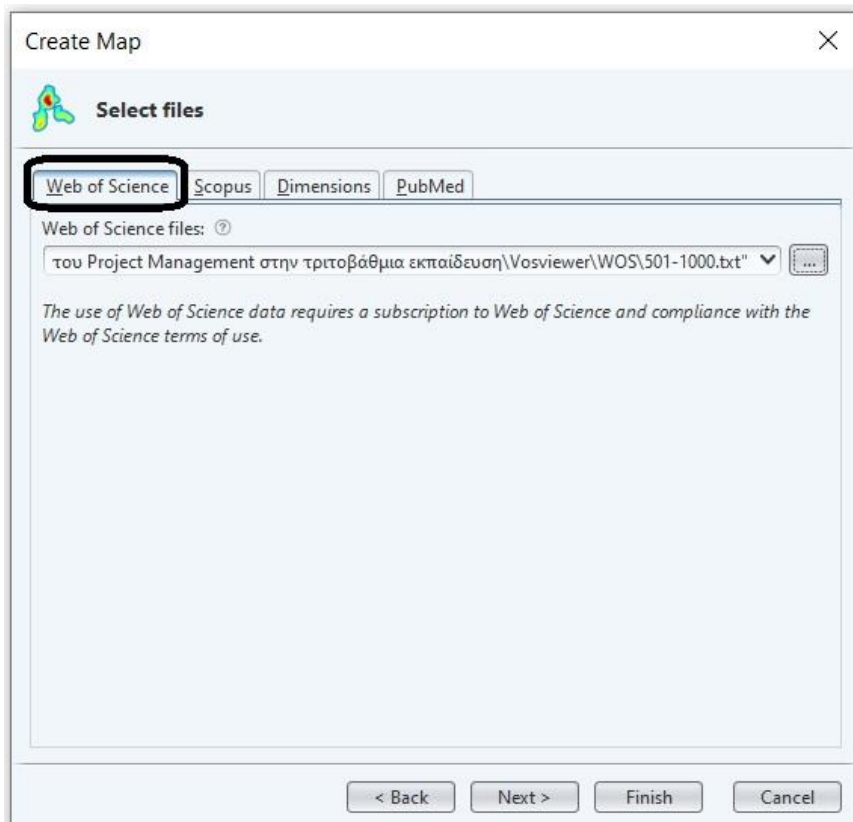 Create Map
Select files
Web of Science Scopus Dimensions PubMed
Web of Science files: ?
του Project Management στην τριτοβάθμια εκπαίδευση\Vosviewer\WOS\501-1000.txt" ...
The use of Web of Science data requires a subscription to Web of Science and compliance with the
Web of Science terms of use.
< Back Next > Finish Cancel